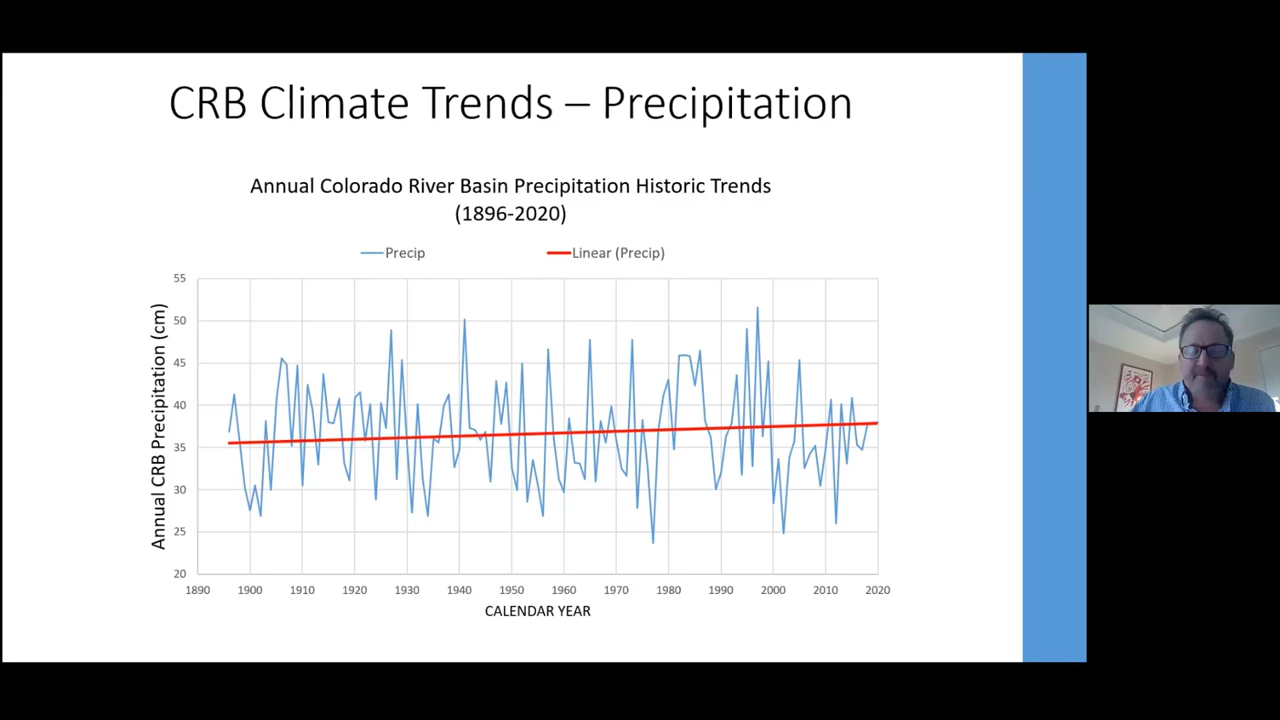 CRB Climate Trends – Precipitation
Annual Colorado River Basin Precipitation Historic Trends
(1896-2020)
Precip
Linear (Precip)
Annual CRB Precipitation (cm)
55
50
45
40
35
30
25
20
1890 1900 1910 1920 1930 1940 1950 1960 1970 1980 1990 2000 2010 2020
CALENDAR YEAR